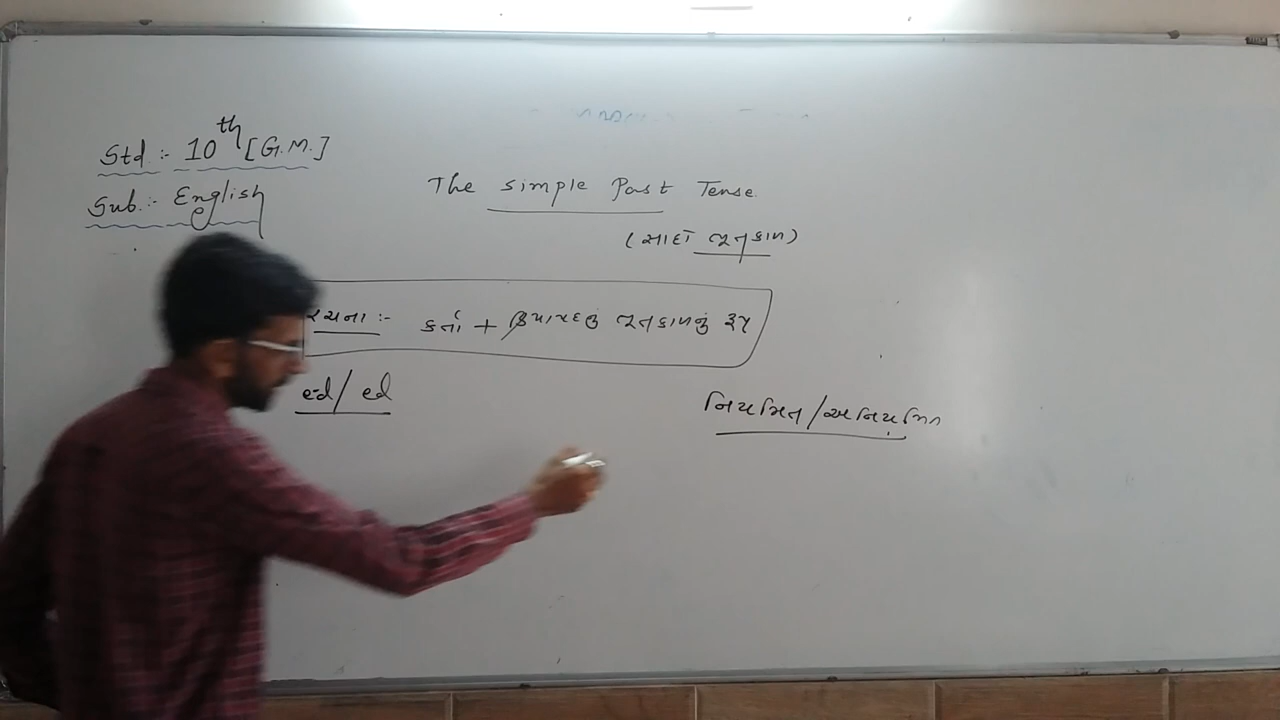 Std :- 10th [G.M.]
Sub :- English
The Simple Past Tense
(સાદો ભૂતકાળ)
રચના :- કર્તા + ક્રિયાપદનું ભૂતકાળનું રૂપ
ed/ed
નિયમિત / અનિયમિત